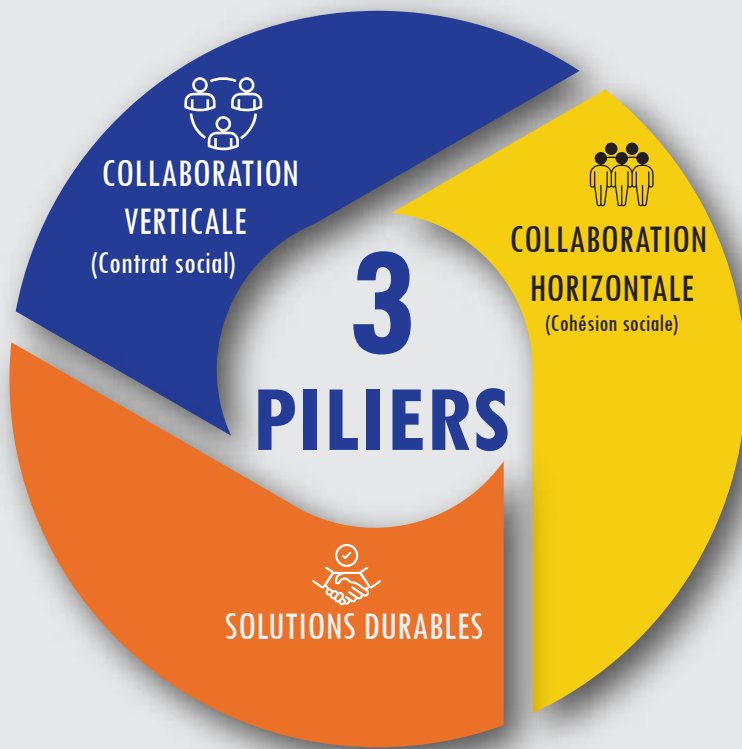 COLLABORATION
VERTICALE
(Contrat social)
COLLABORATION
HORIZONTALE
(Cohésion sociale)
3
PILIERS
SOLUTIONS DURABLES